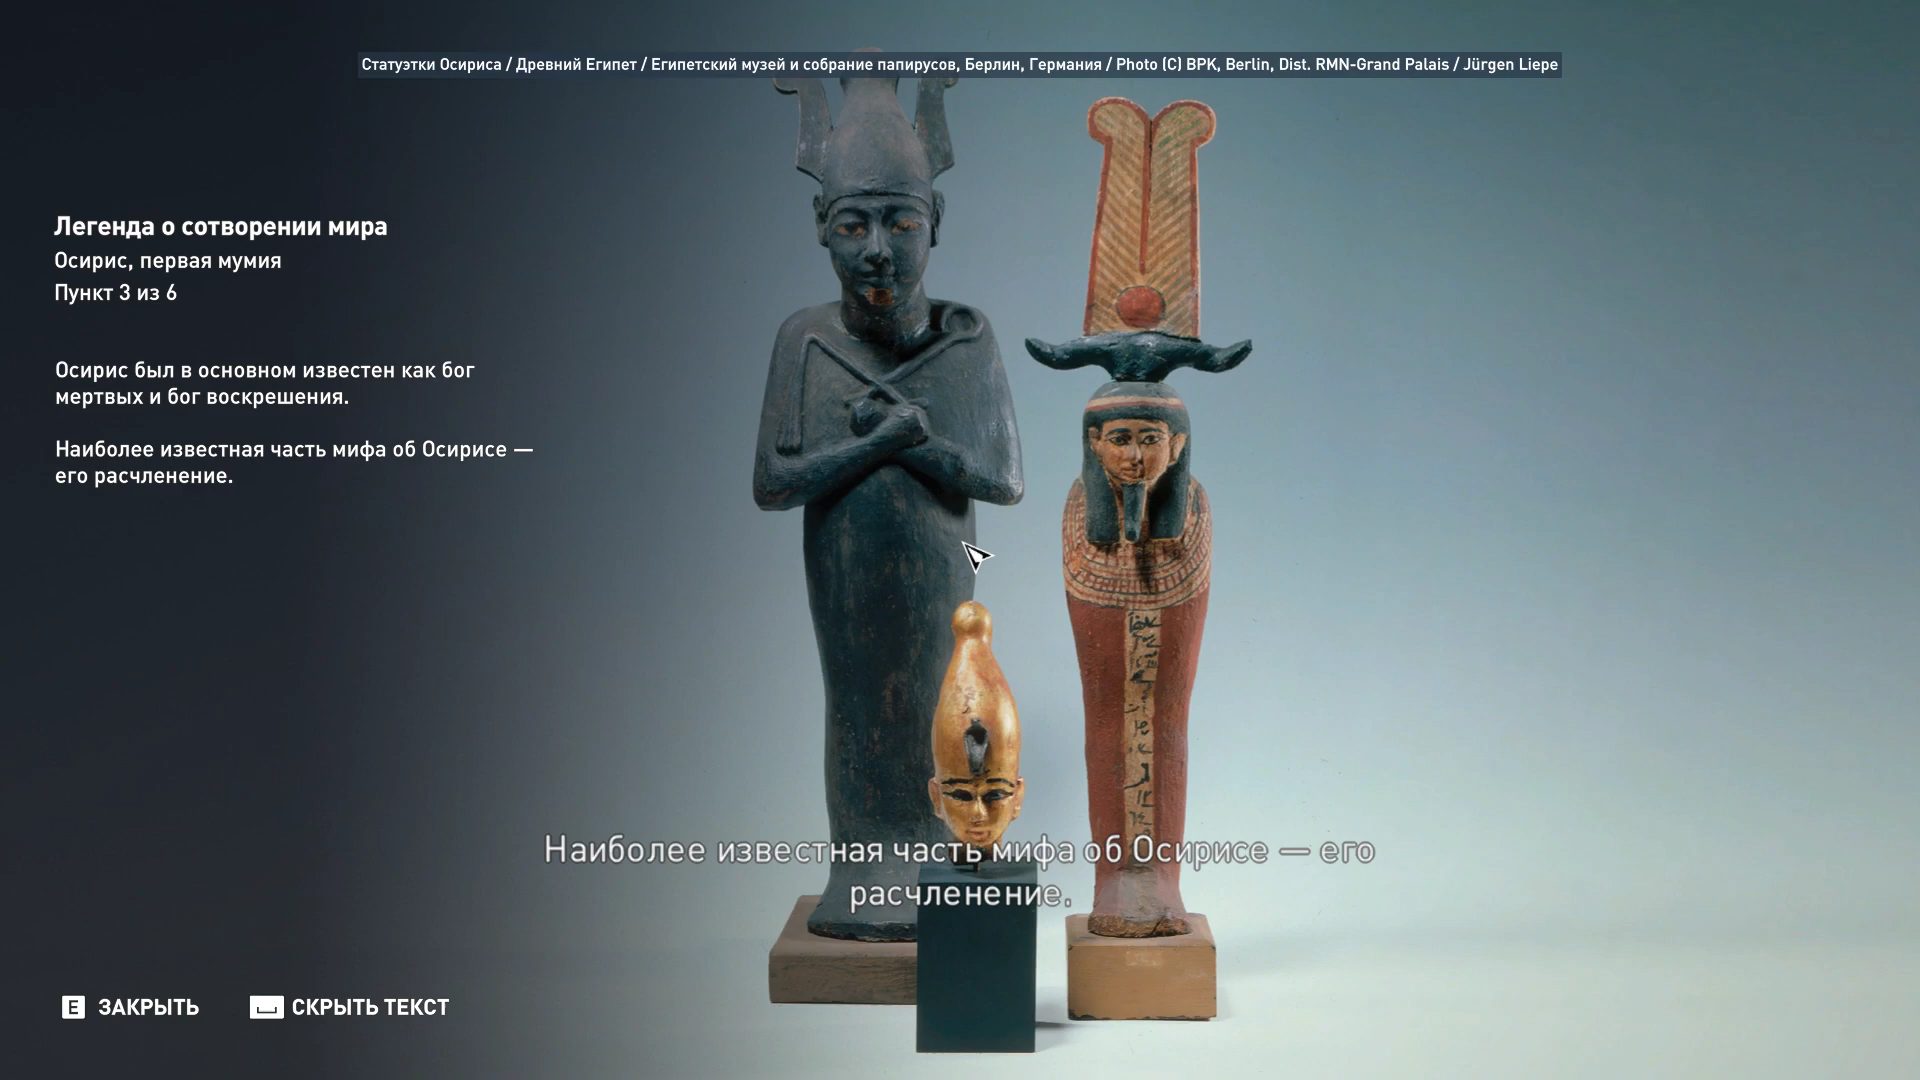 Статуэтки Осириса / Древний Египет / Египетский музей и собрание папирусов, Берлин, Германия / Photo (C) BPK, Berlin, Dist. RMN-Grand Palais / Jürgen Liepe
Легенда о сотворении мира
Осирис, первая мумия
Пункт 3 из 6
Осирис был в основном известен как бог
мертвых и бог воскрешения.
Наиболее известная часть мифа об Осирисе —
его расчленение.
Наиболее известная часть мифа об Осирисе — его
расчленение.
E ЗАКРЫТЬ
СКРЫТЬ ТЕКСТ